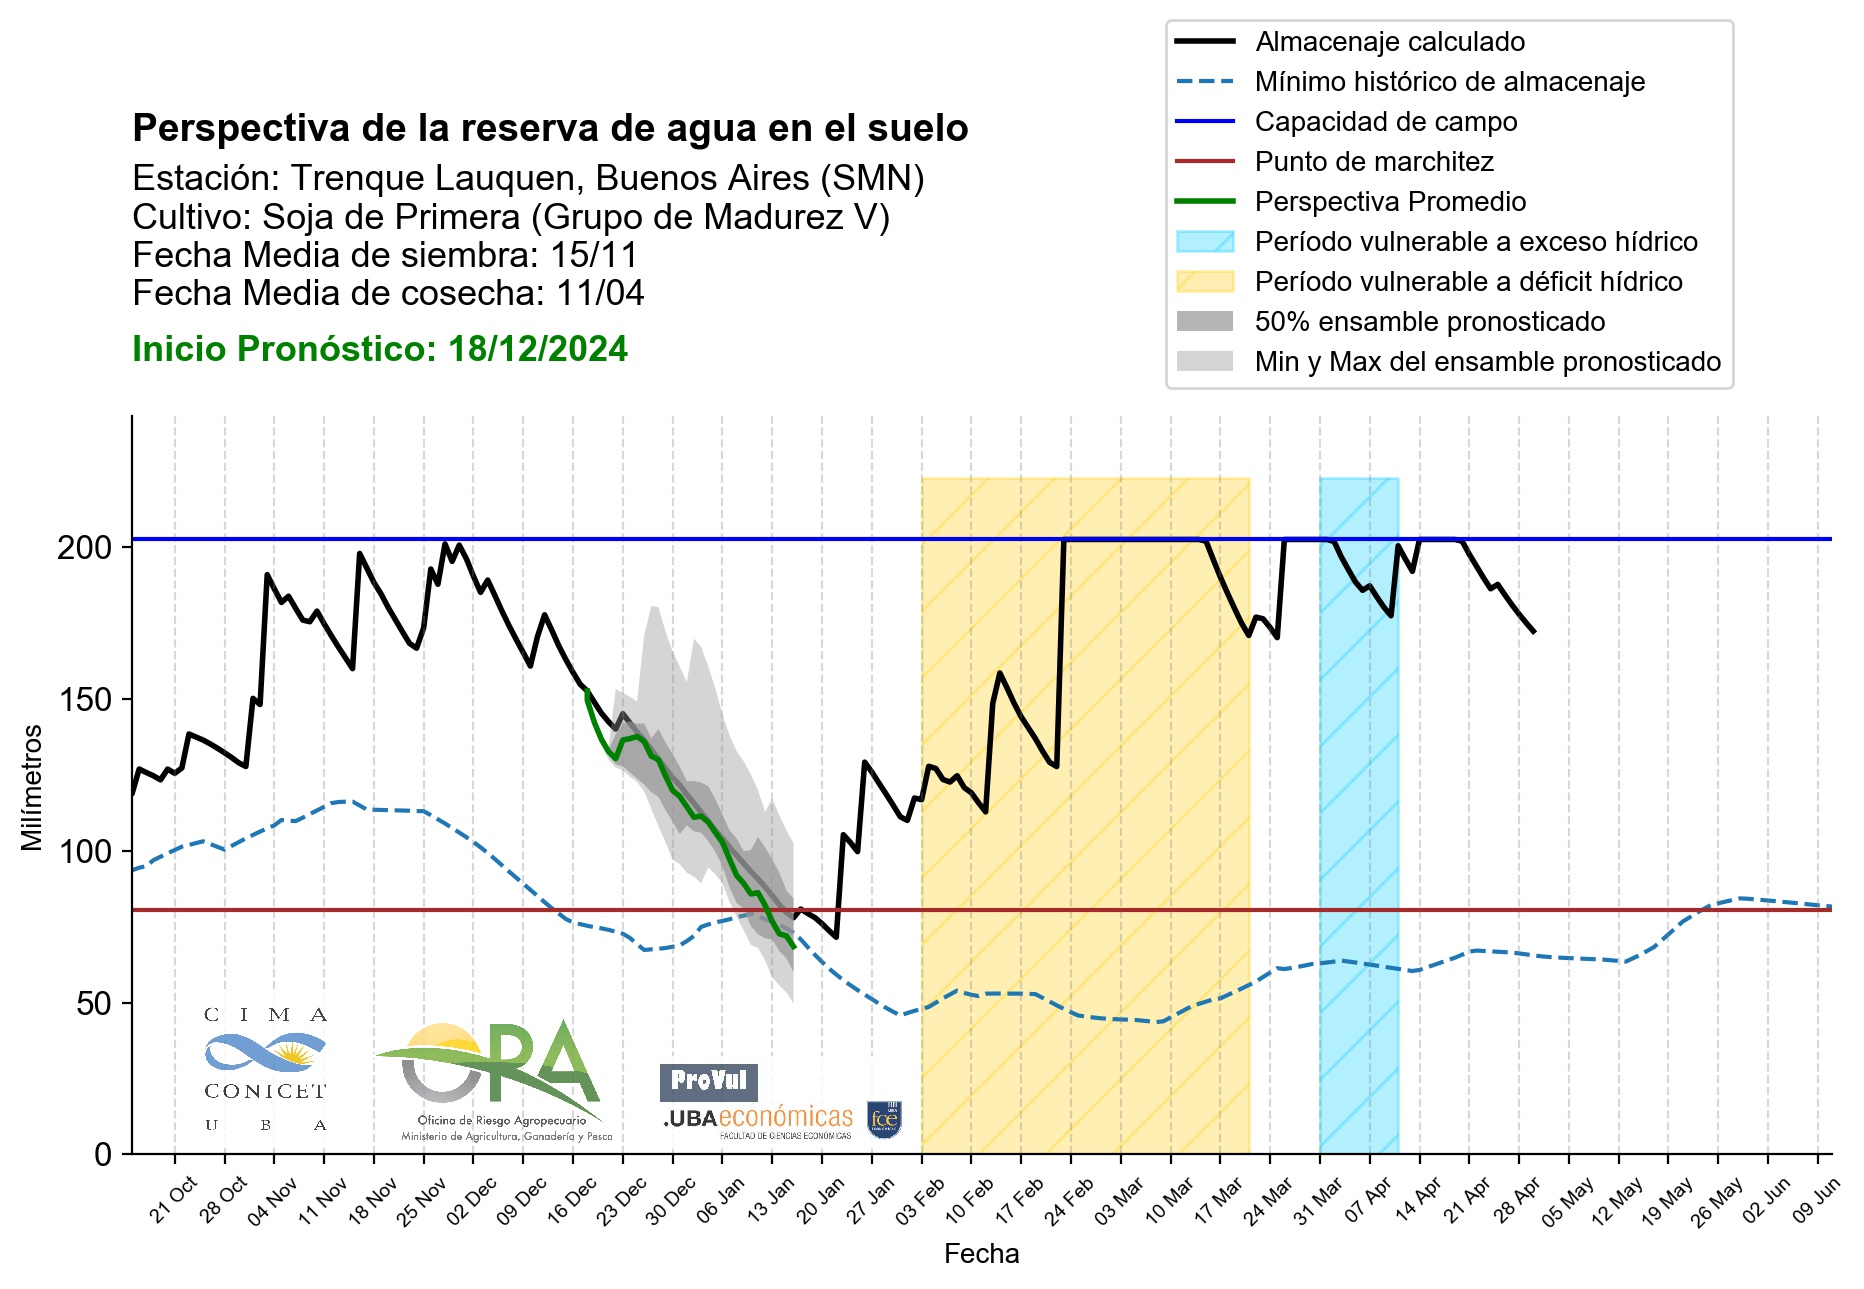 Almacenaje calculado
Mínimo histórico de almacenaje
Capacidad de campo
Punto de marchitez
Perspectiva Promedio
Período vulnerable a exceso hídrico
Período vulnerable a déficit hídrico
50% ensamble pronosticado
Min y Max del ensamble pronosticado
Perspectiva de la reserva de agua en el suelo
Estación: Trenque Lauquen, Buenos Aires (SMN)
Cultivo: Soja de Primera (Grupo de Madurez V)
Fecha Media de siembra: 15/11
Fecha Media de cosecha: 11/04
Inicio Pronóstico: 18/12/2024
Milímetros
200
150
100
50
0
CIMA
CONICET
UBA
ORA
Oficina de Riesgo Agropecuario
Ministerio de Agricultura, Ganadería y Pesca
ProVul
.UBAeconómicas
FACULTAD DE CIENCIAS ECONÓMICAS
UBA
fce
ECONÓMICAS
21 Oct
28 Oct
04 Nov
11 Nov
18 Nov
25 Nov
02 Dec
09 Dec
16 Dec
23 Dec
30 Dec
06 Jan
13 Jan
20 Jan
27 Jan
03 Feb
10 Feb
17 Feb
24 Feb
03 Mar
10 Mar
17 Mar
24 Mar
31 Mar
07 Apr
14 Apr
21 Apr
28 Apr
05 May
12 May
19 May
26 May
02 Jun
09 Jun
Fecha